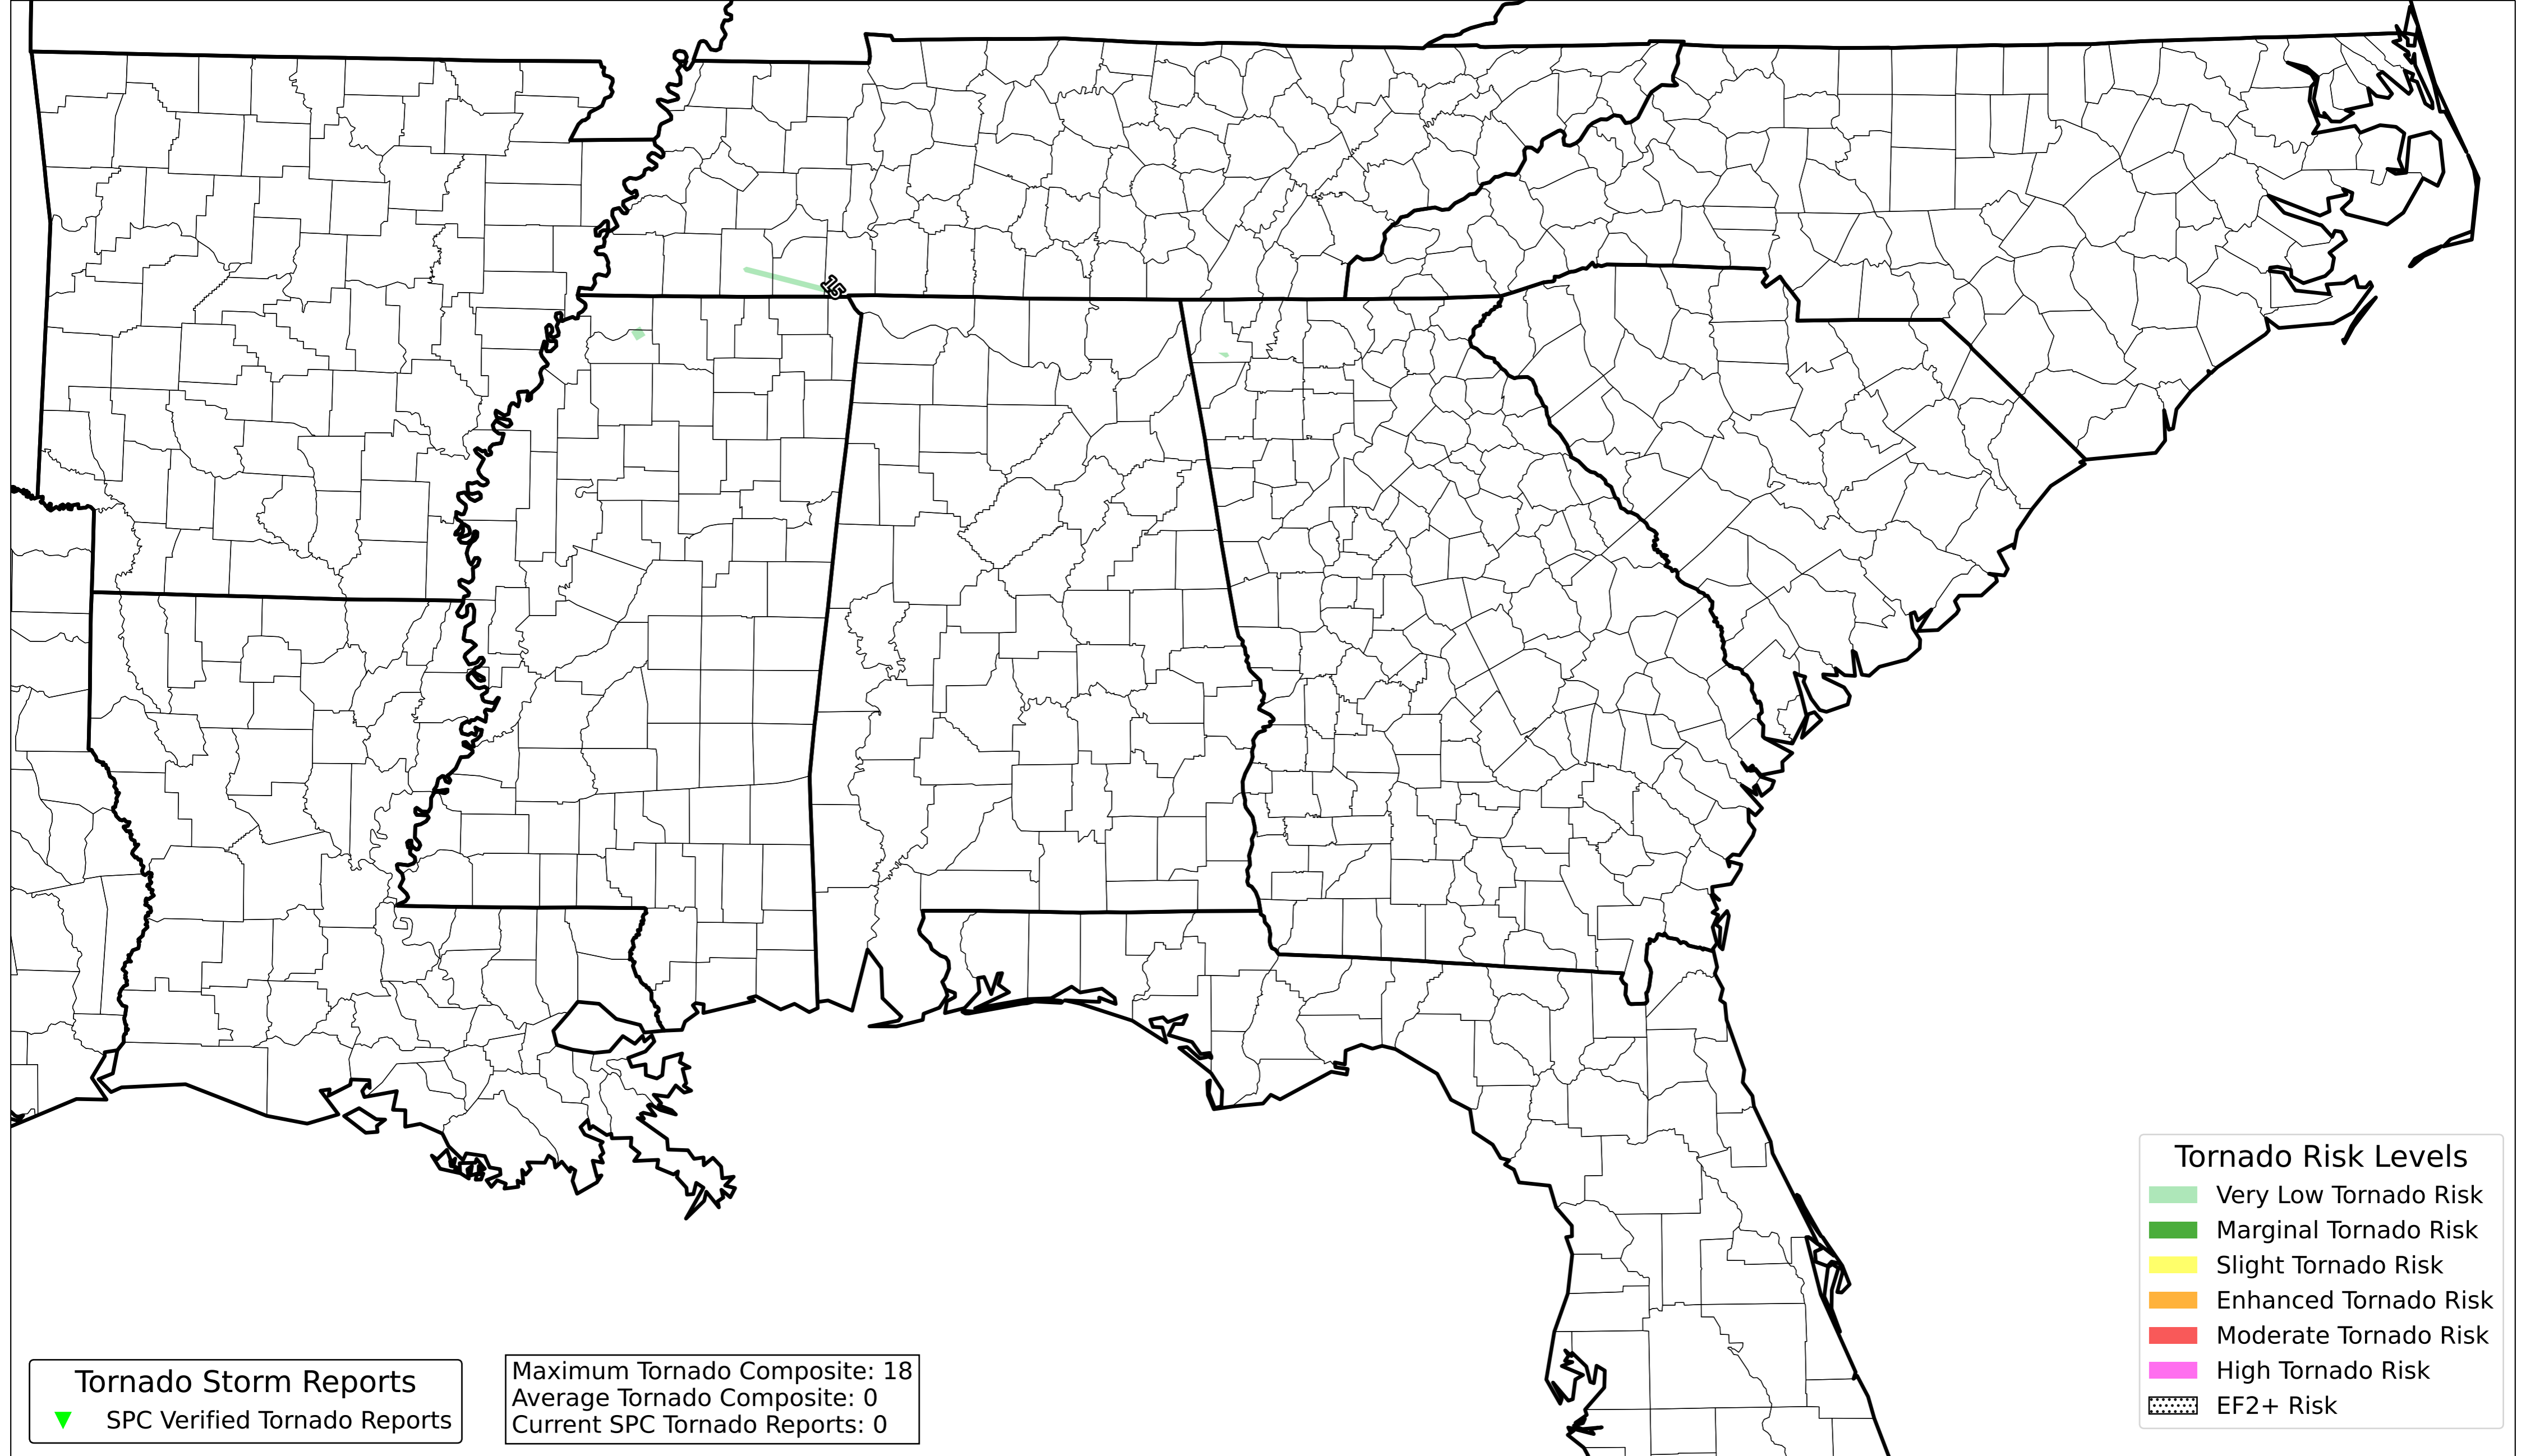 15
Tornado Risk Levels
Very Low Tornado Risk
Marginal Tornado Risk
Slight Tornado Risk
Enhanced Tornado Risk
Moderate Tornado Risk
High Tornado Risk
EF2+ Risk
Tornado Storm Reports
SPC Verified Tornado Reports
Maximum Tornado Composite: 18
Average Tornado Composite: 0
Current SPC Tornado Reports: 0